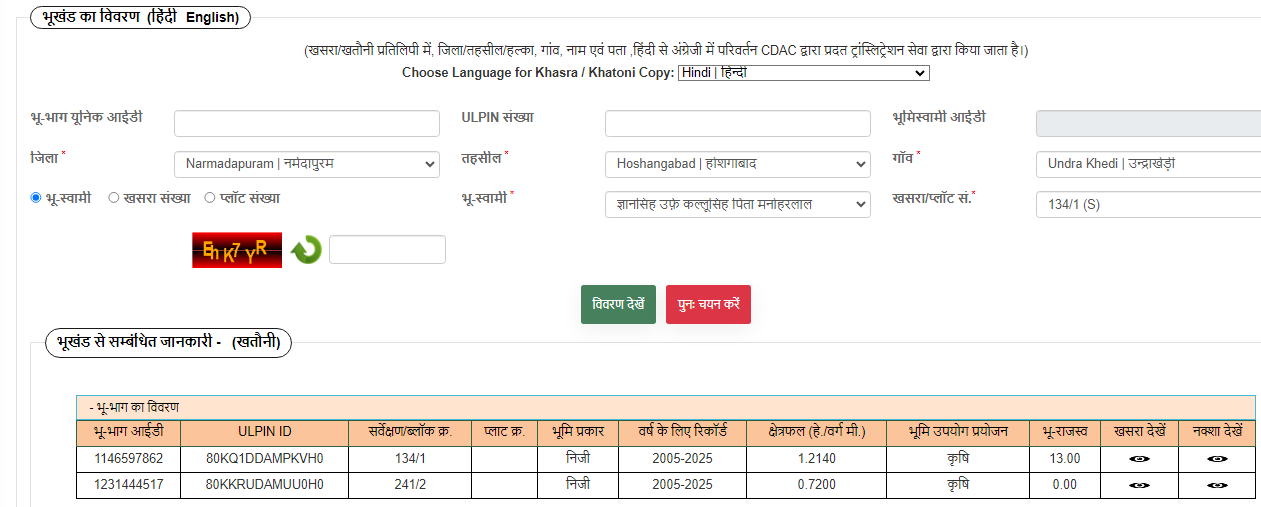 भूखंड का विवरण (हिंदी English)
(खसरा/खतौनी प्रतिलिपी में, जिला/तहसील/हल्का, गांव, नाम एवं पता ,हिंदी से अंग्रेजी में परिवर्तन CDAC द्वारा प्रदत ट्रांस्लिट्रेशन सेवा द्वारा किया जाता है।)
Choose Language for Khasra / Khatoni Copy: Hindi | हिन्दी
भू-भाग यूनिक आईडी ULPIN संख्या भूमिस्वामी आईडी
जिला * Narmadapuram | नर्मदापुरम तहसील * Hoshangabad | होशंगाबाद गाँव * Undra Khedi | उन्द्राखेड़ी
भू-स्वामी खसरा संख्या प्लॉट संख्या भू-स्वामी * ज्ञानसिंह उर्फ़ कल्लूसिंह पिता मनोहरलाल खसरा/प्लॉट सं.* 134/1 (S)
EhK7YR
विवरण देखें पुनः चयन करें
भूखंड से सम्बंधित जानकारी - (खतौनी)
- भू-भाग का विवरण
भू-भाग आईडी ULPIN ID सर्वेक्षण/ब्लॉक क्र. प्लाट क्र. भूमि प्रकार वर्ष के लिए रिकॉर्ड क्षेत्रफल (हे./वर्ग मी.) भूमि उपयोग प्रयोजन भू-राजस्व खसरा देखें नक्शा देखें
1146597862 80KQ1DDAMPKVH0 134/1 निजी 2005-2025 1.2140 कृषि 13.00
1231444517 80KKRUDAMUU0H0 241/2 निजी 2005-2025 0.7200 कृषि 0.00